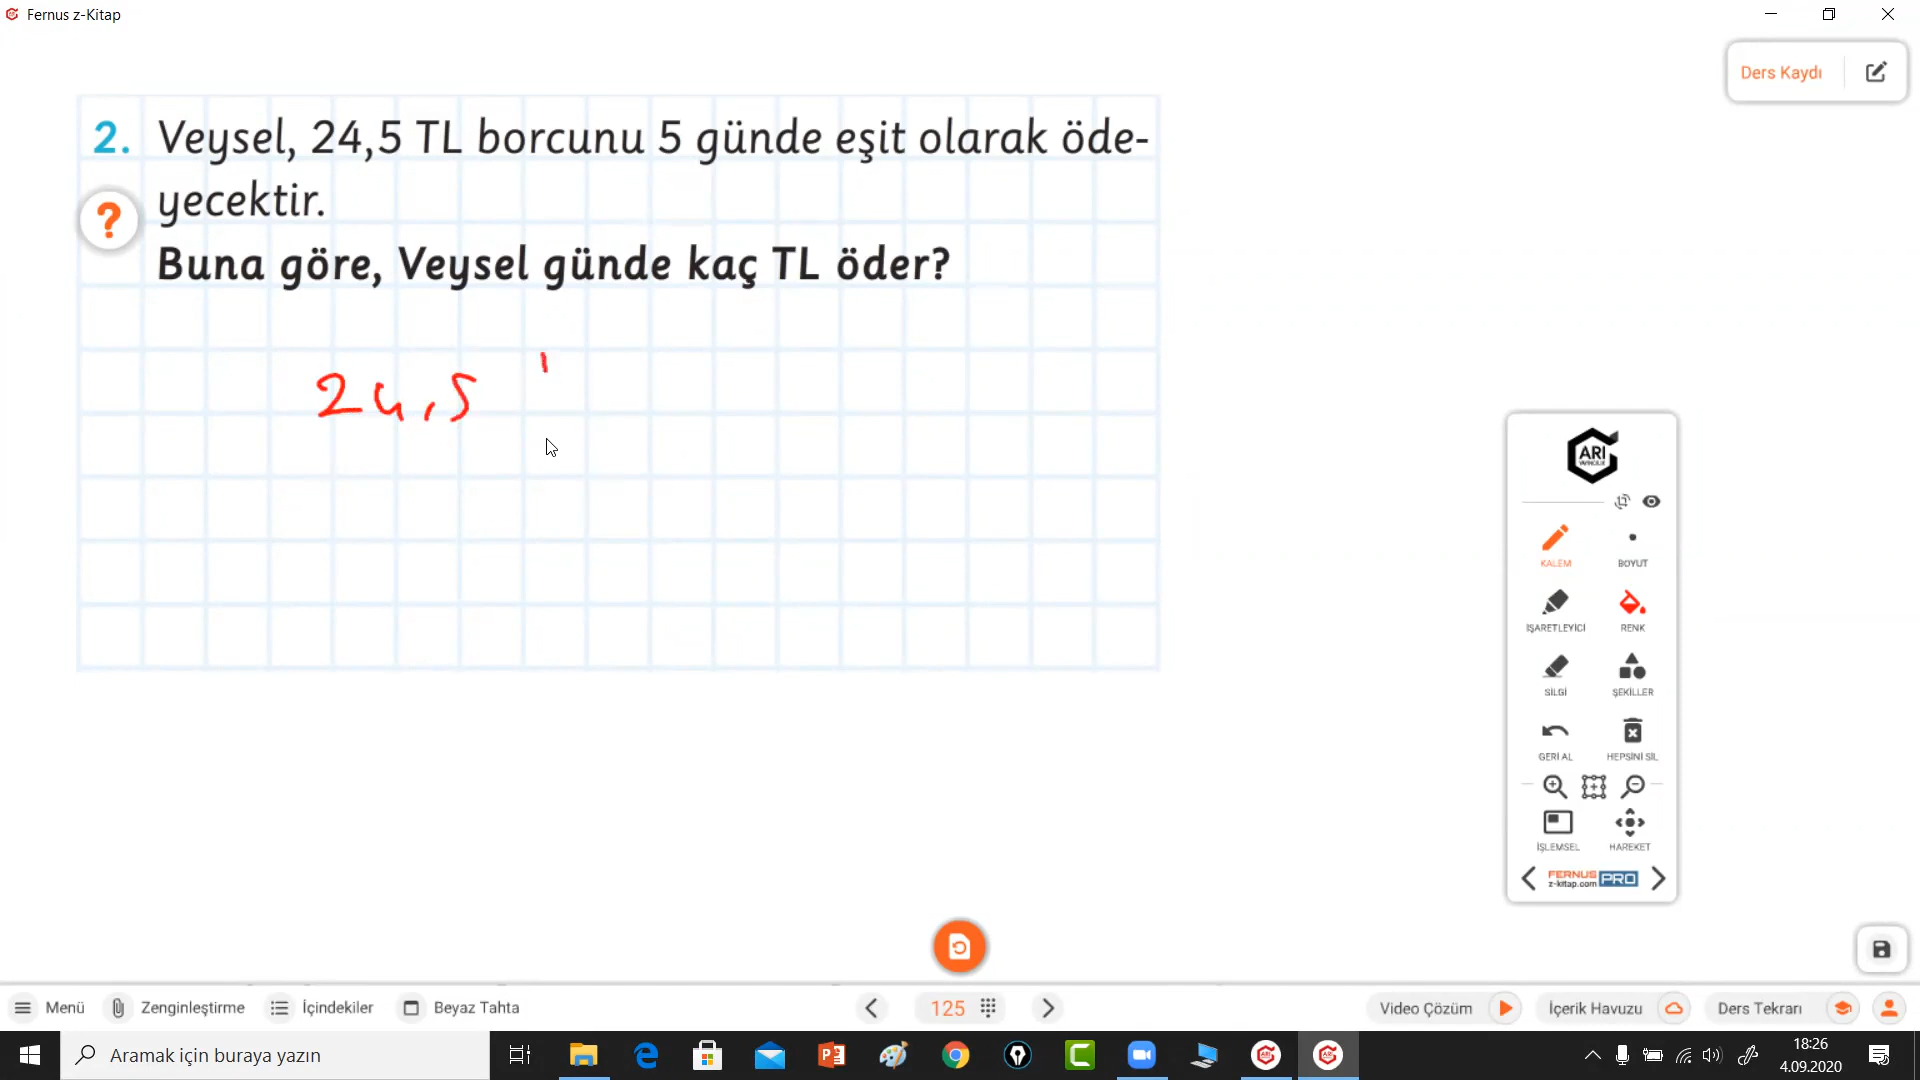 Fernus z-Kitap
Ders Kaydı
2. Veysel, 24,5 TL borcunu 5 günde eşit olarak öde-
yecektir.
?
Buna göre, Veysel günde kaç TL öder?
24,5
ARI
YAYINCILIK
KALEM
BOYUT
İŞARETLEYİCİ
RENK
SİLGİ
ŞEKİLLER
GERİ AL
HEPSİNİ SİL
İŞLEMSEL
HAREKET
FERNUS
z-kitap.com PRO
Menü
Zenginleştirme
İçindekiler
Beyaz Tahta
125
Video Çözüm
İçerik Havuzu
Ders Tekrarı
Aramak için buraya yazın
18:26
4.09.2020